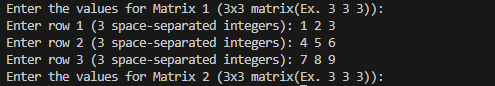 Enter the values for Matrix 1 (3x3 matrix(Ex. 3 3 3)):
Enter row 1 (3 space-separated integers): 1 2 3
Enter row 2 (3 space-separated integers): 4 5 6
Enter row 3 (3 space-separated integers): 7 8 9
Enter the values for Matrix 2 (3x3 matrix(Ex. 3 3 3)):